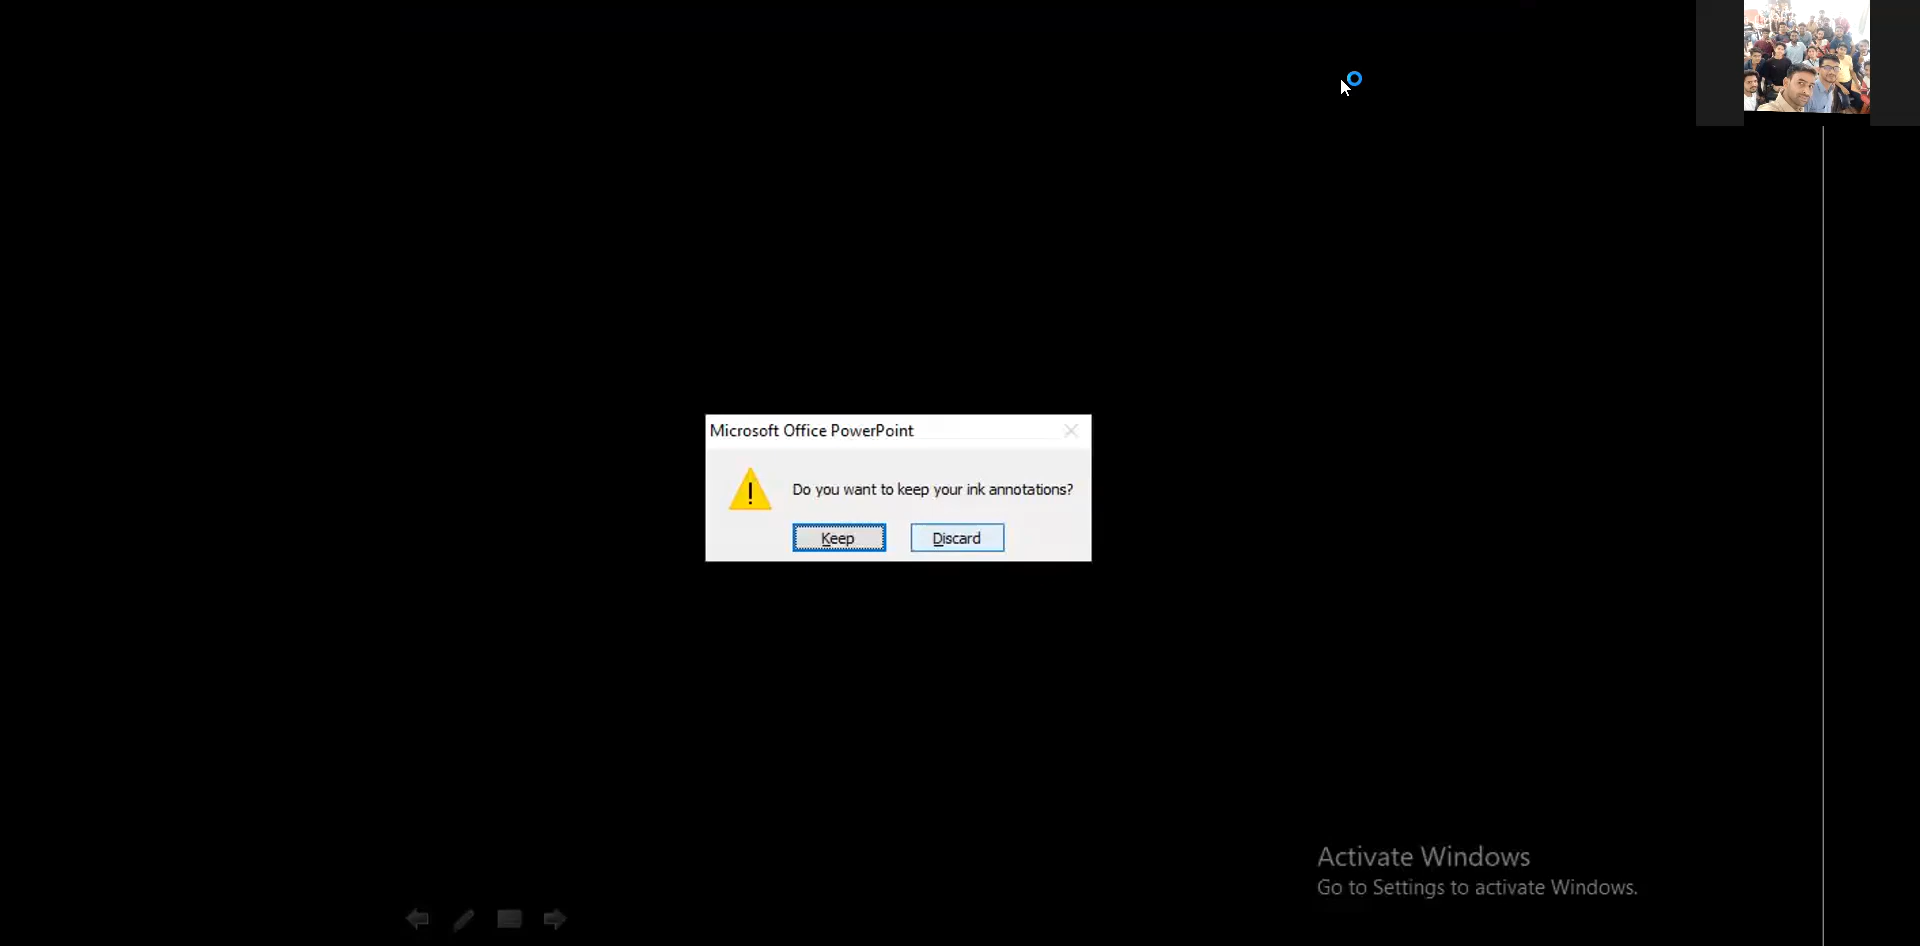 Microsoft Office PowerPoint
Do you want to keep your ink annotations?
Keep
Discard
Activate Windows
Go to Settings to activate Windows.